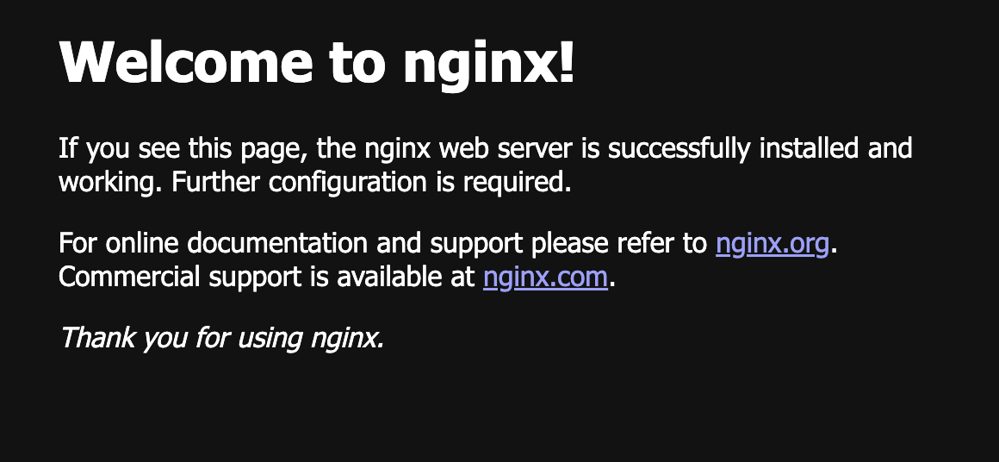 Welcome to nginx!
If you see this page, the nginx web server is successfully installed and
working. Further configuration is required.
For online documentation and support please refer to nginx.org.
Commercial support is available at nginx.com.
Thank you for using nginx.